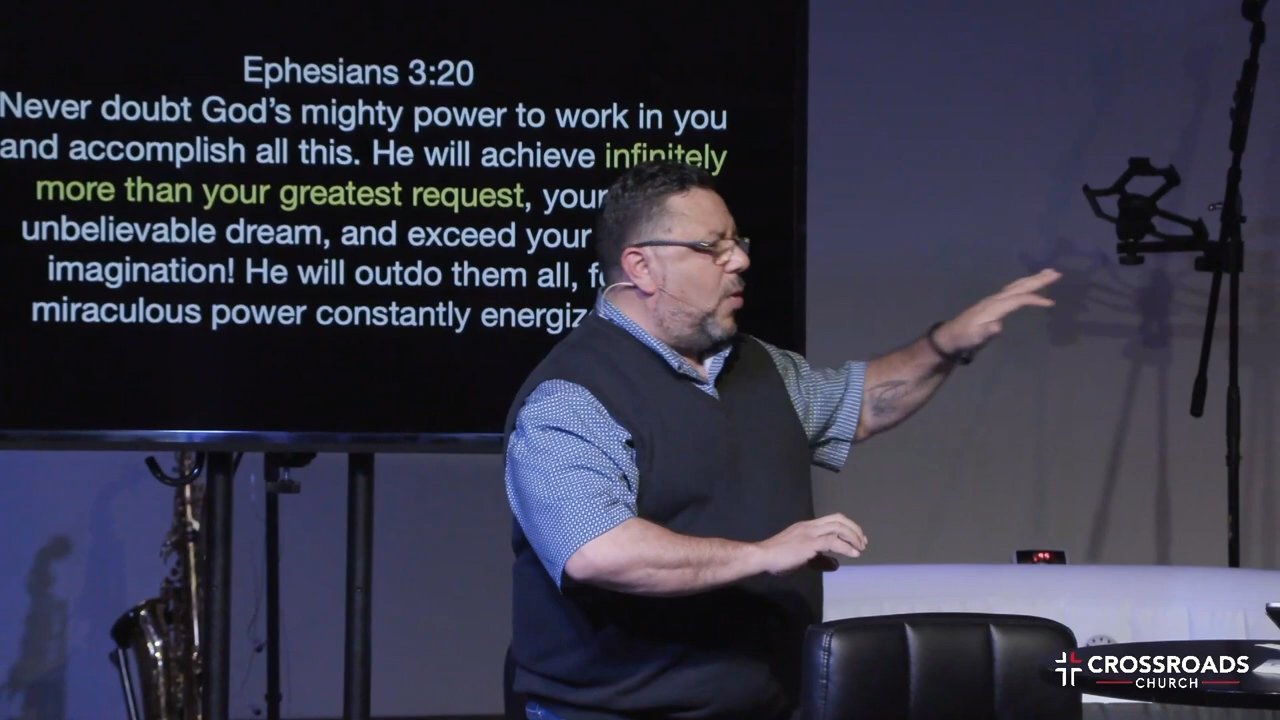 Ephesians 3:20
Never doubt God's mighty power to work in you
and accomplish all this. He will achieve infinitely
more than your greatest request, your
unbelievable dream, and exceed your
imagination! He will outdo them all,
miraculous power constantly
CROSSROADS
CHURCH